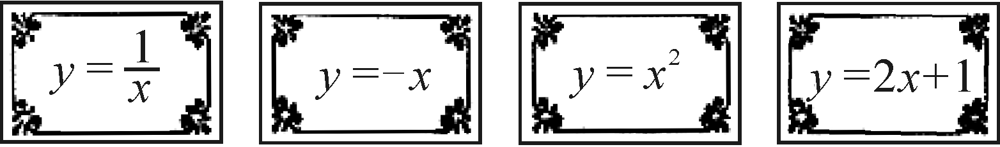 y = 1/x
y =−x
y = x²
y =2x+1